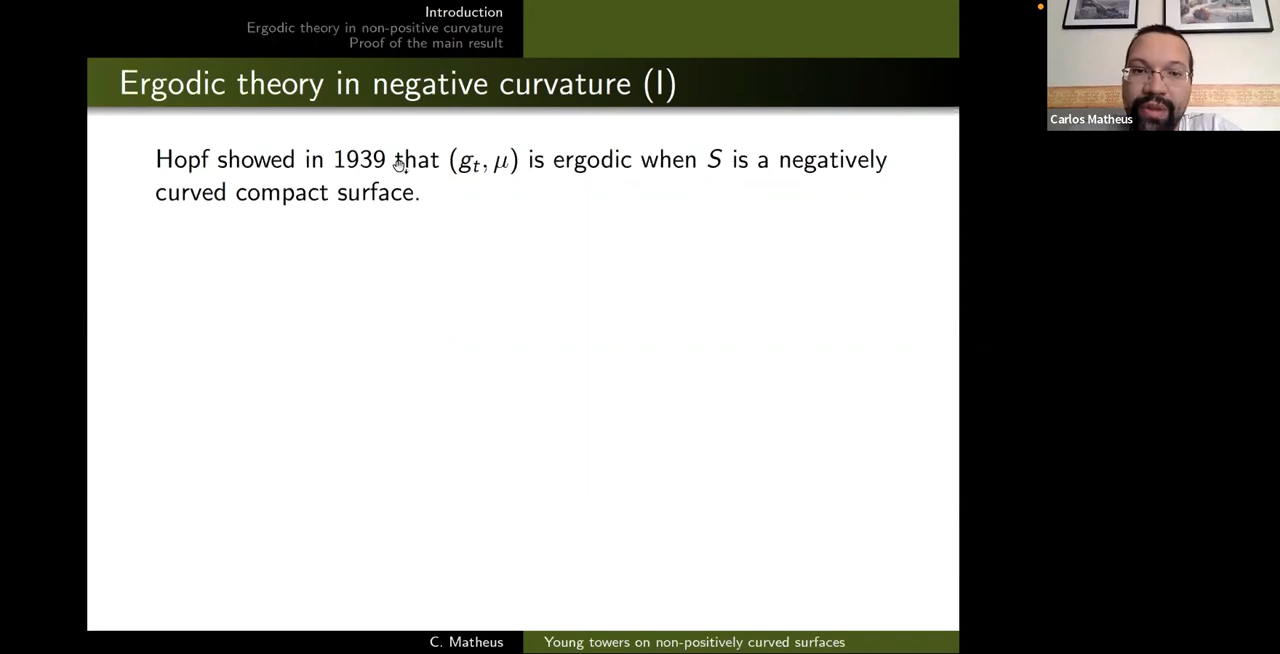 Introduction
Ergodic theory in non-positive curvature
Proof of the main result
Ergodic theory in negative curvature (I)
Hopf showed in 1939 that (gₜ, μ) is ergodic when S is a negatively
curved compact surface.
Carlos Matheus
C. Matheus
Young towers on non-positively curved surfaces